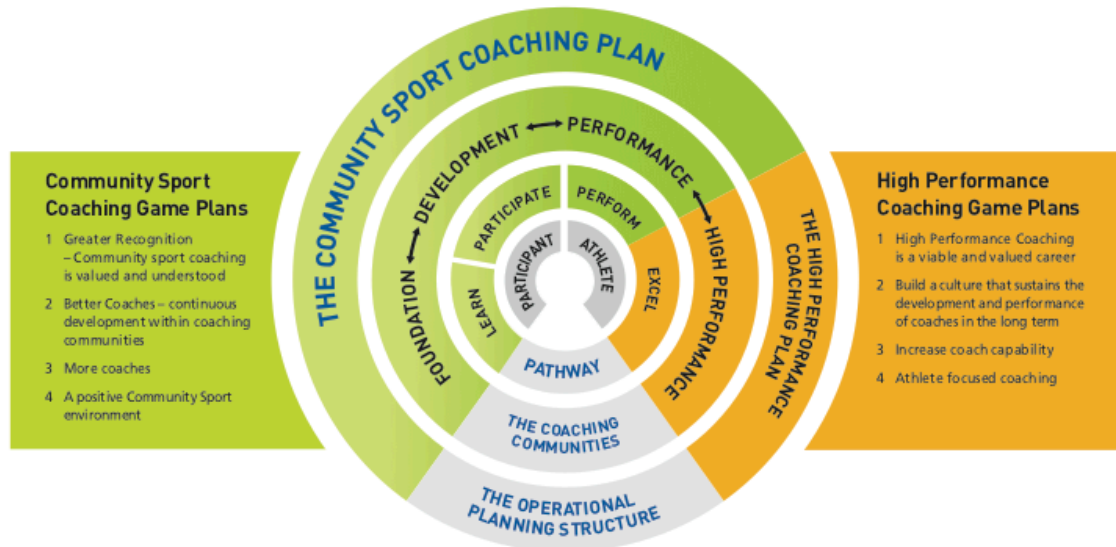 Community Sport
Coaching Game Plans
1 Greater Recognition
– Community sport coaching
is valued and understood
2 Better Coaches – continuous
development within coaching
communities
3 More coaches
4 A positive Community Sport
environment
THE COMMUNITY SPORT COACHING PLAN
FOUNDATION
DEVELOPMENT
PERFORMANCE
HIGH PERFORMANCE
LEARN
PARTICIPATE
PERFORM
EXCEL
PARTICIPANT
ATHLETE
PATHWAY
THE COACHING
COMMUNITIES
THE OPERATIONAL
PLANNING STRUCTURE
THE HIGH PERFORMANCE
COACHING PLAN
High Performance
Coaching Game Plans
1 High Performance Coaching
is a viable and valued career
2 Build a culture that sustains the
development and performance
of coaches in the long term
3 Increase coach capability
4 Athlete focused coaching